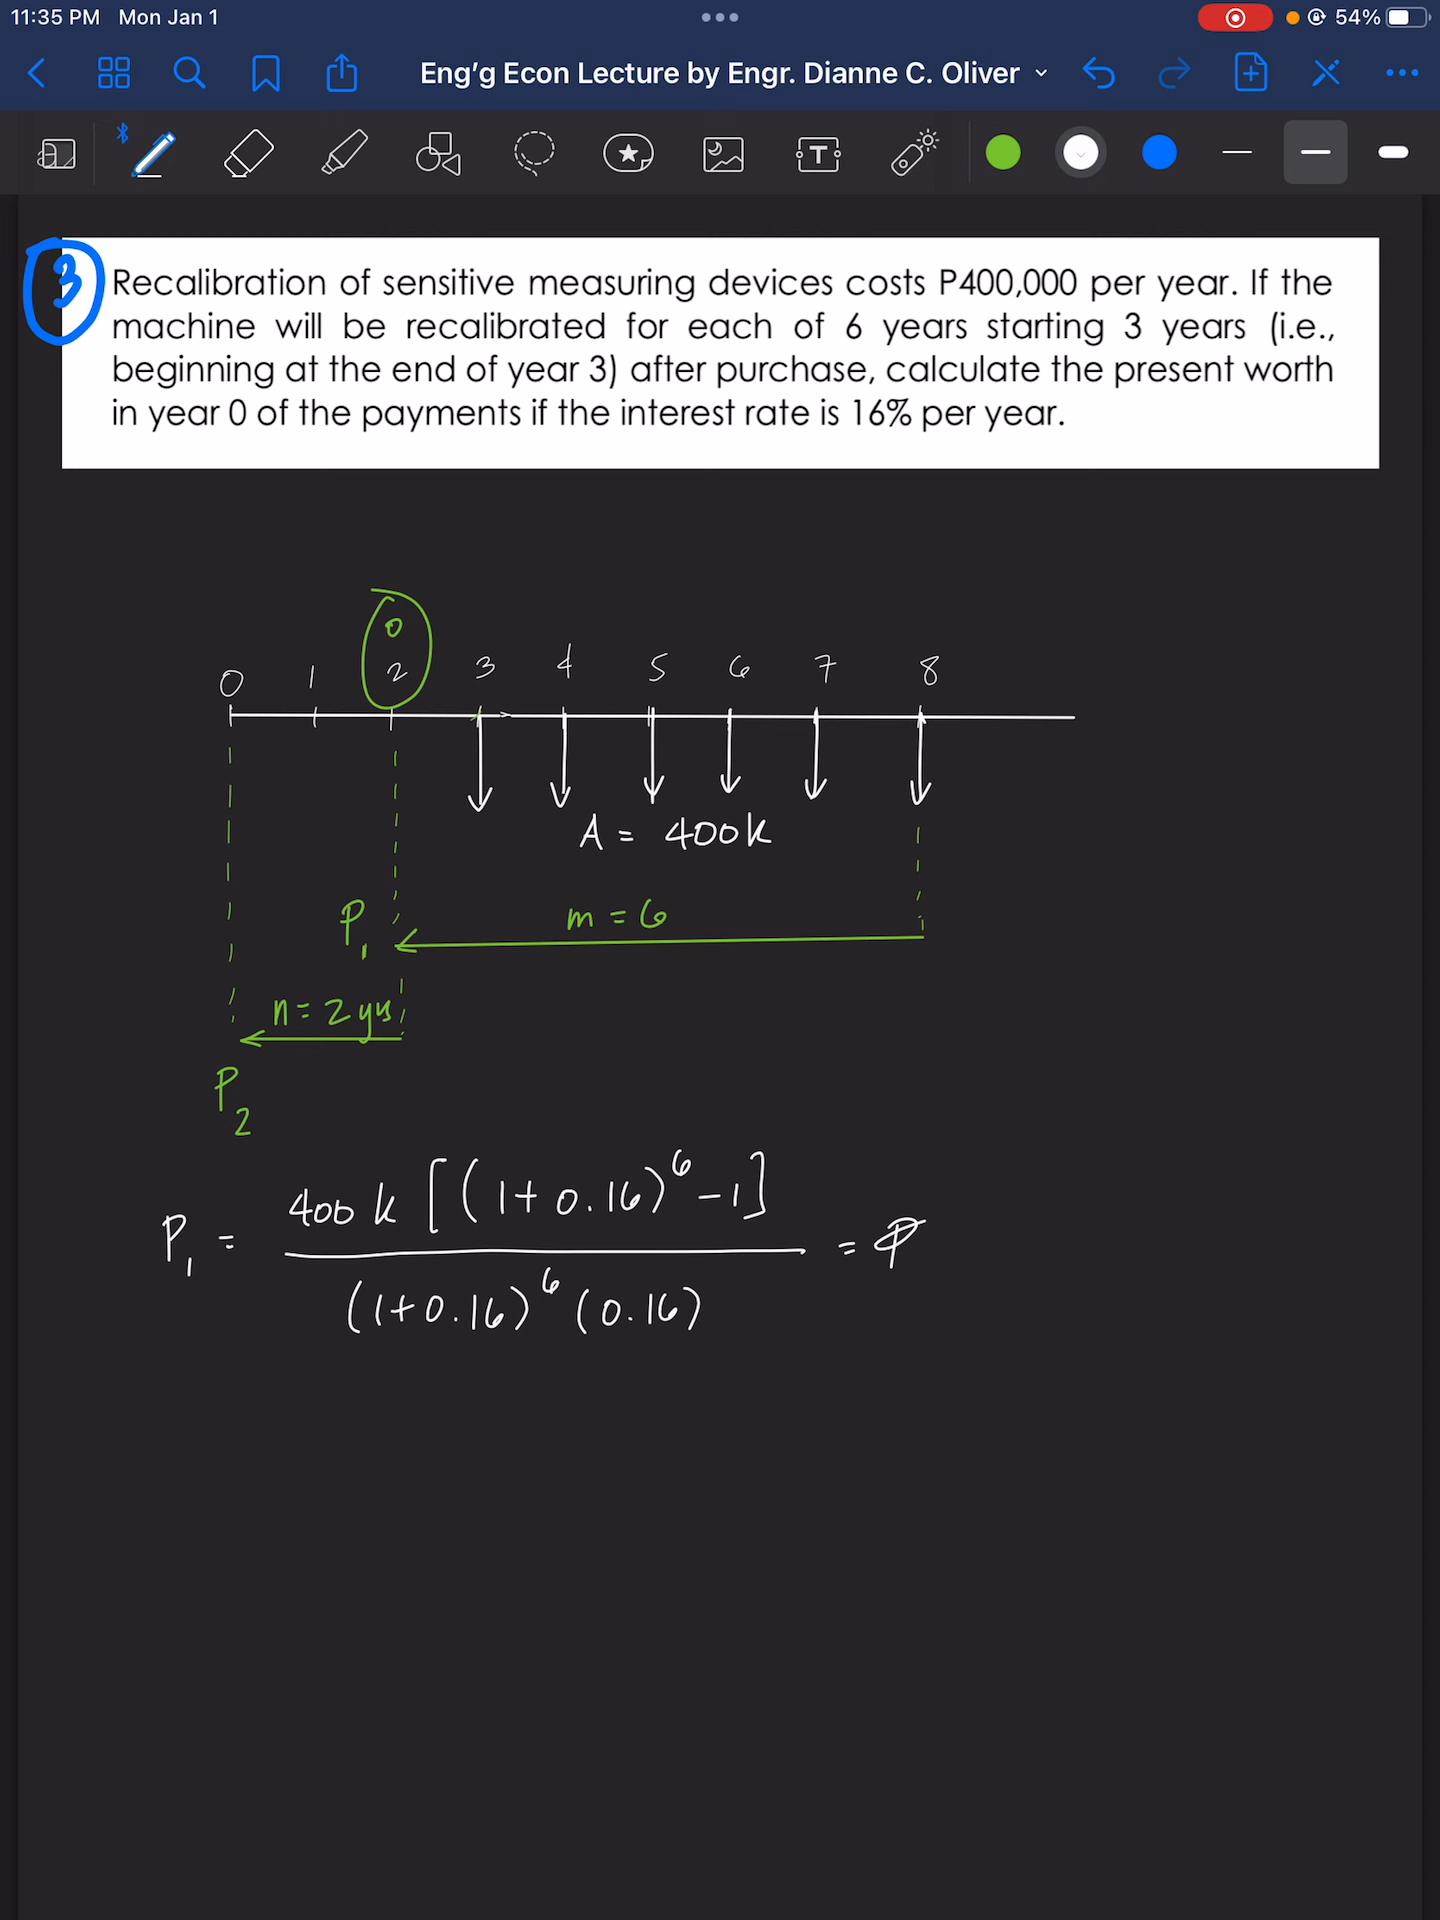 11:35 PM Mon Jan 1
54%
Eng'g Econ Lecture by Engr. Dianne C. Oliver
3
Recalibration of sensitive measuring devices costs P400,000 per year. If the
machine will be recalibrated for each of 6 years starting 3 years (i.e.,
beginning at the end of year 3) after purchase, calculate the present worth
in year 0 of the payments if the interest rate is 16% per year.
0
0 1 2 3 4 5 6 7 8
A = 400k
P1
m = 6
n = 2 yrs
P2
P1 = 400k [(1+0.16)^6 -1] = ₱
(1+0.16)^6 (0.16)